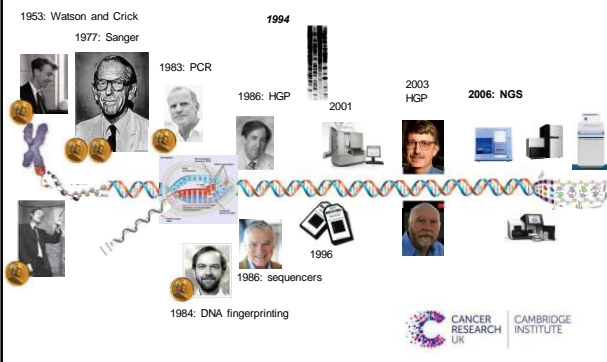 1953: Watson and Crick
1977: Sanger
1983: PCR
1986: HGP
1994
2001
2003
HGP
2006: NGS
1996
1986: sequencers
1984: DNA fingerprinting
CANCER
RESEARCH
UK
CAMBRIDGE
INSTITUTE